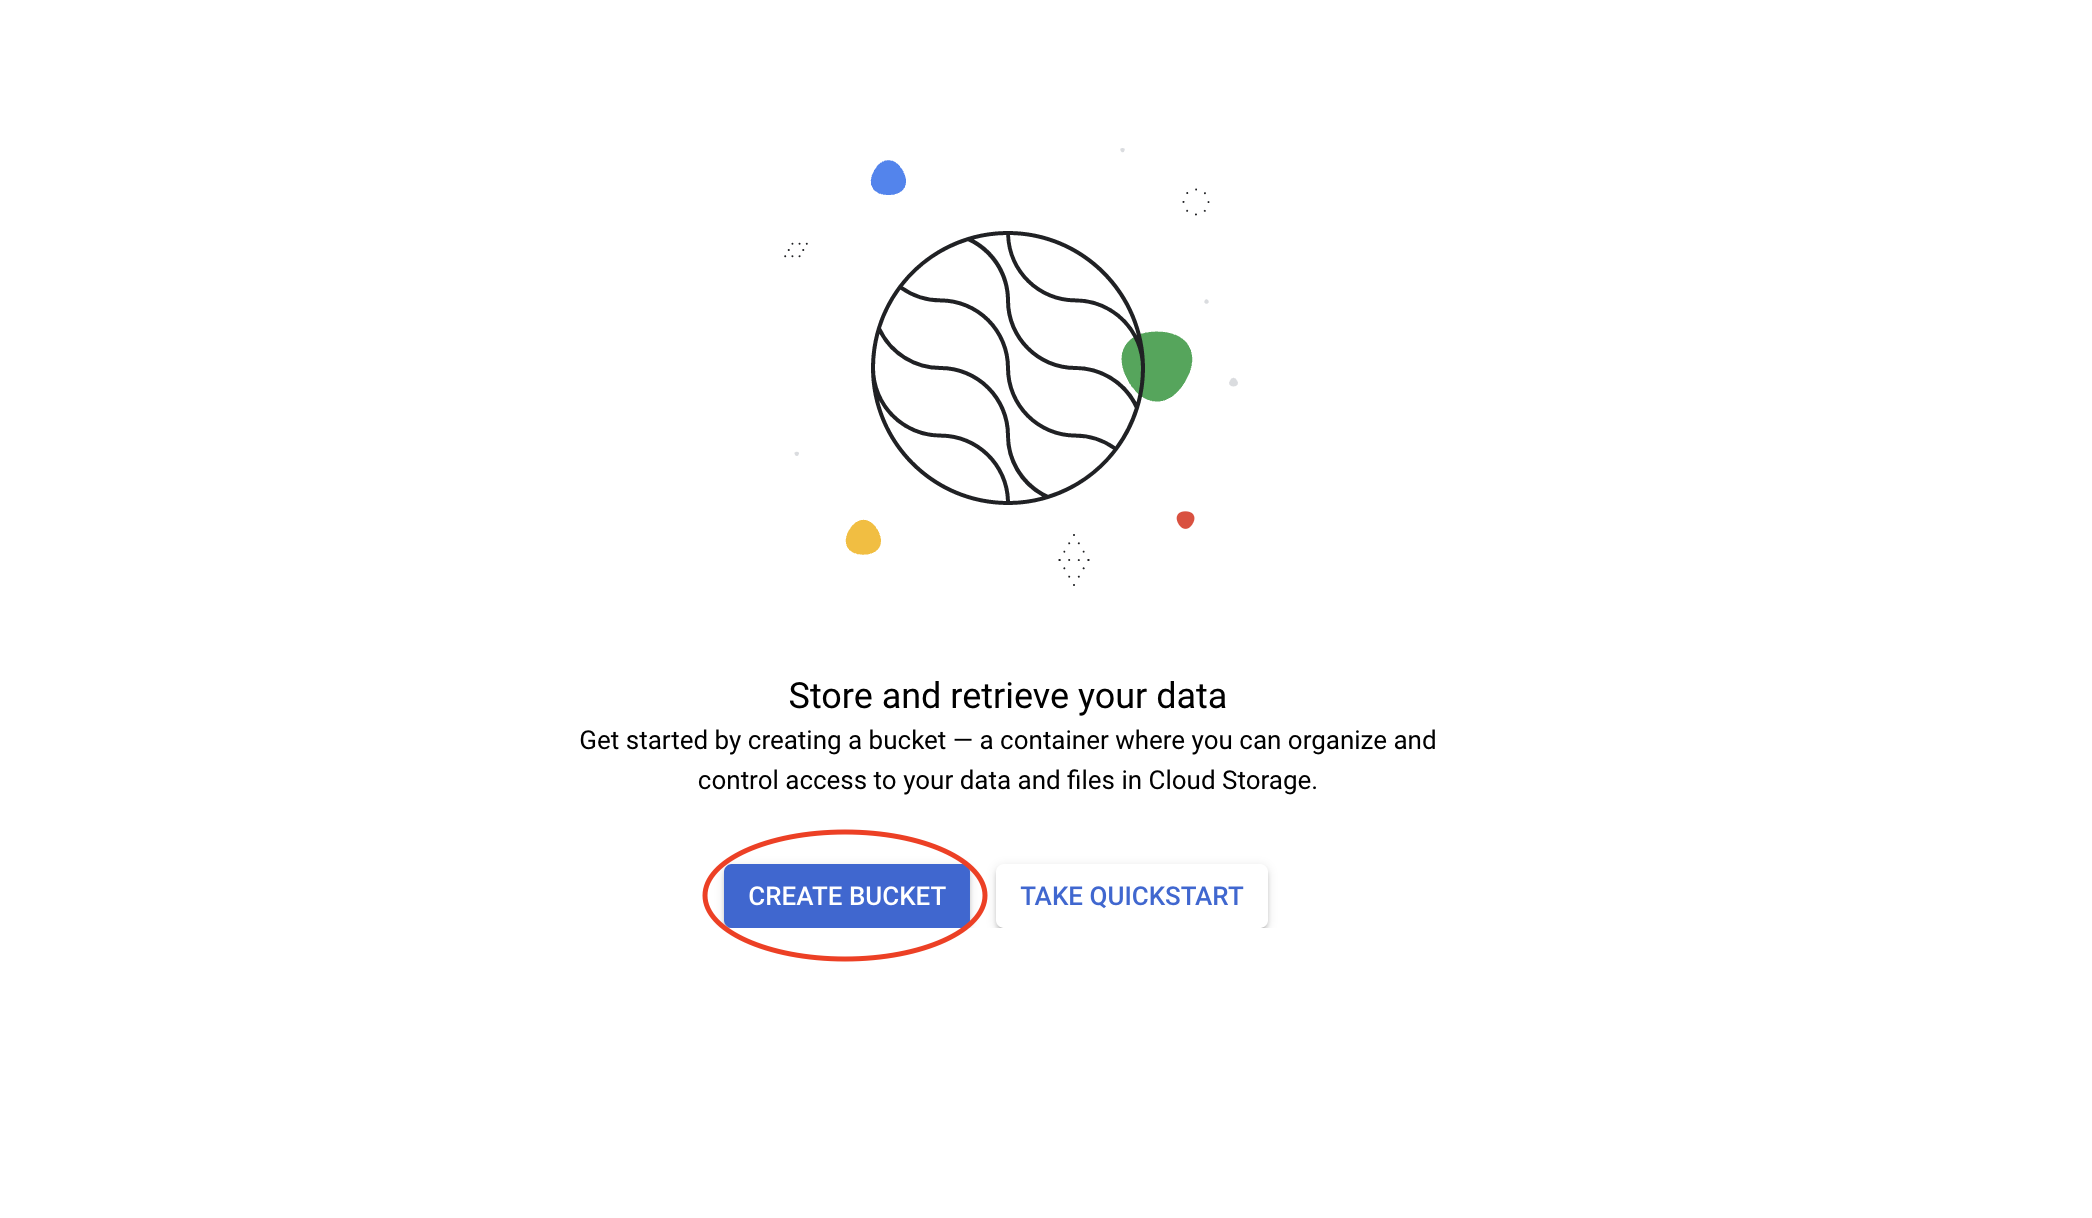 Store and retrieve your data
Get started by creating a bucket — a container where you can organize and
control access to your data and files in Cloud Storage.
CREATE BUCKET
TAKE QUICKSTART